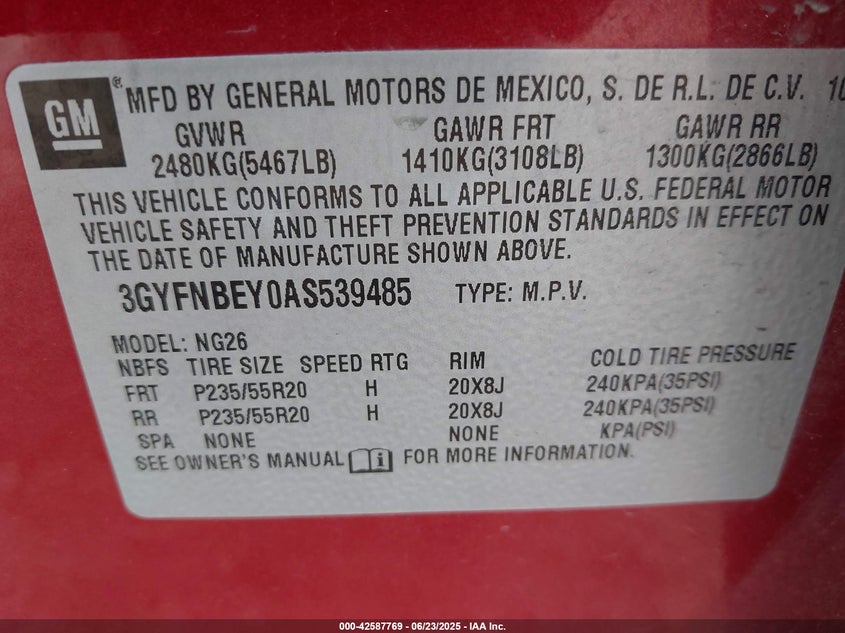 GM ® MFD BY GENERAL MOTORS DE MEXICO, S. DE R.L. DE C.V. 10
GVWR GAWR FRT GAWR RR
2480KG(5467LB) 1410KG(3108LB) 1300KG(2866LB)
THIS VEHICLE CONFORMS TO ALL APPLICABLE U.S. FEDERAL MOTOR
VEHICLE SAFETY AND THEFT PREVENTION STANDARDS IN EFFECT ON
THE DATE OF MANUFACTURE SHOWN ABOVE.
3GYFNBEY0AS539485 TYPE: M.P.V.
MODEL: NG26
NBFS TIRE SIZE SPEED RTG RIM COLD TIRE PRESSURE
FRT P235/55R20 H 20X8J 240KPA(35PSI)
RR P235/55R20 H 20X8J 240KPA(35PSI)
SPA NONE NONE KPA(PSI)
SEE OWNER'S MANUAL i FOR MORE INFORMATION.
000-42587769 - 06/23/2025 - IAA Inc.